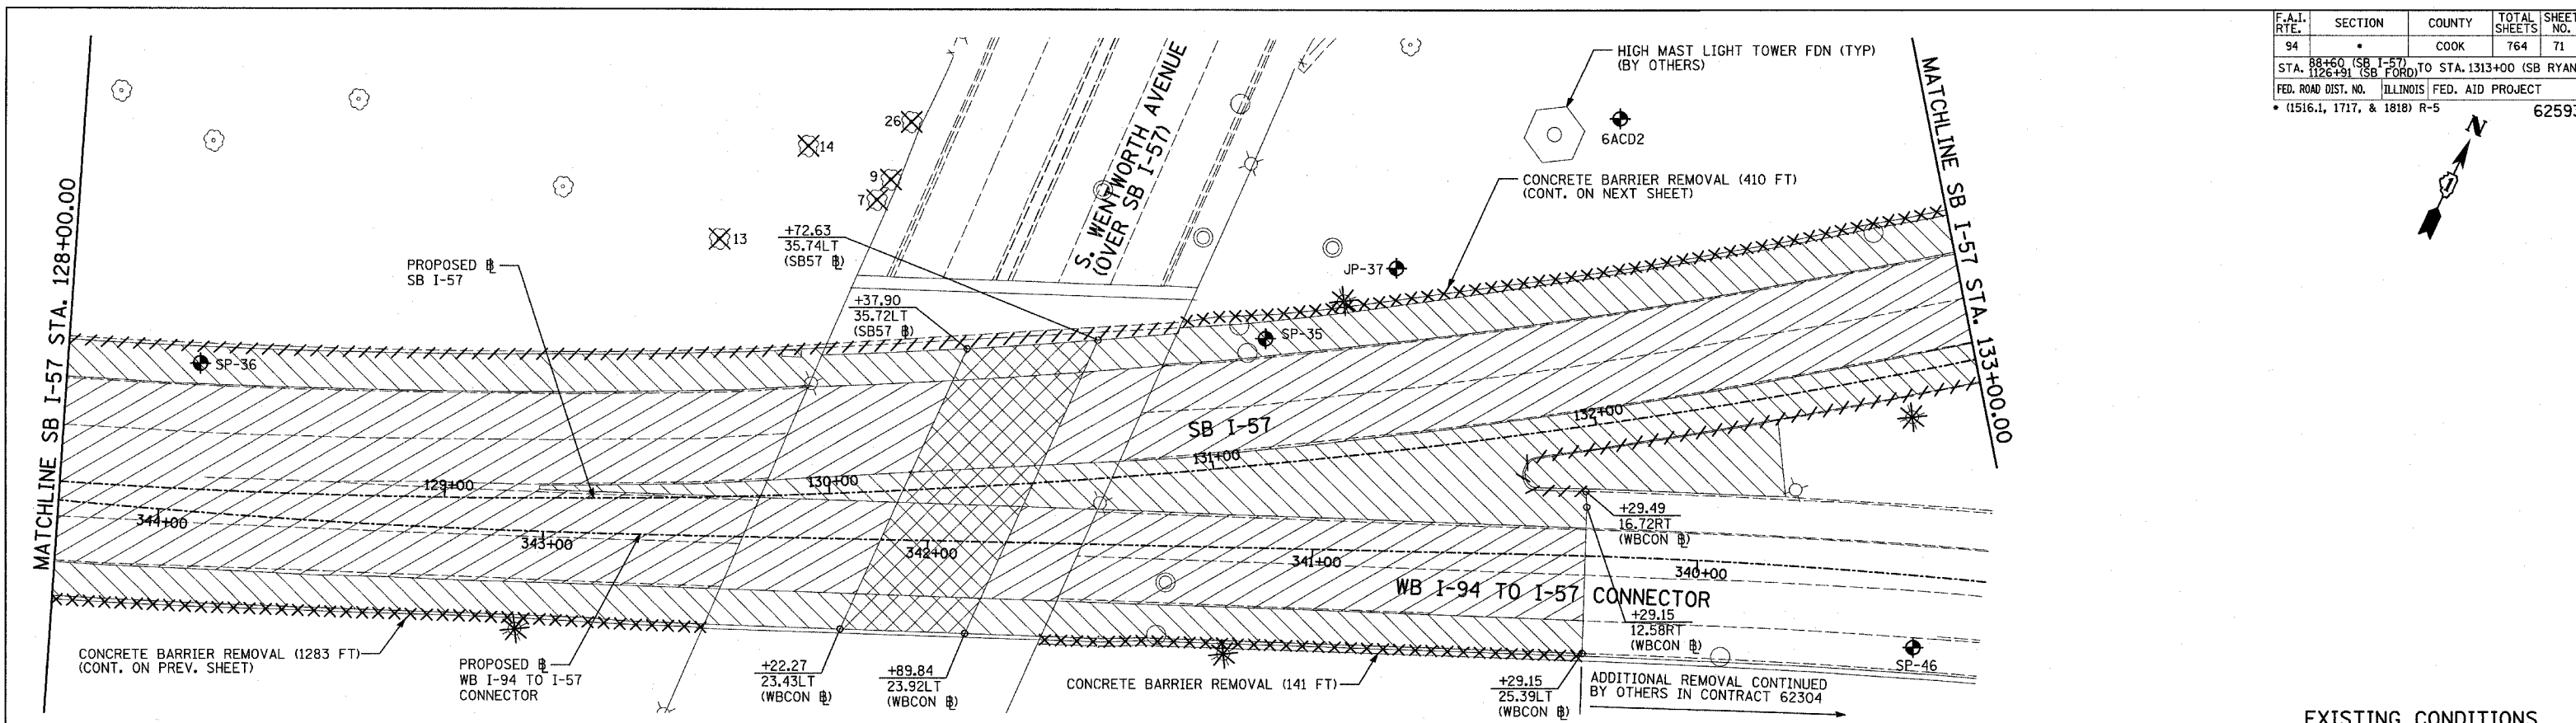 F.A.I. RTE. SECTION COUNTY TOTAL SHEETS SHEET NO.
94 * COOK 764 71
STA. 88+60 (SB I-57) TO STA. 1313+00 (SB RYAN
1126+91 (SB FORD)
FED. ROAD DIST. NO. ILLINOIS FED. AID PROJECT
* (1516.1, 1717, & 1818) R-5
6259
N
HIGH MAST LIGHT TOWER FDN (TYP)
(BY OTHERS)
6ACD2
CONCRETE BARRIER REMOVAL (410 FT)
(CONT. ON NEXT SHEET)
MATCHLINE SB I-57 STA. 133+00.00
MATCHLINE SB I-57 STA. 128+00.00
S. WENTWORTH AVENUE
(OVER SB I-57)
26
14
9
7
13
+72.63
35.74LT
(SB57 ℄)
PROPOSED ℄
SB I-57
+37.90
35.72LT
(SB57 ℄)
JP-37
SP-35
SP-36
SB I-57
129+00
130+00
131+00
132+00
344+00
343+00
342+00
341+00
340+00
WB I-94 TO I-57 CONNECTOR
+29.49
16.72RT
(WBCON ℄)
+29.15
12.58RT
(WBCON ℄)
SP-46
CONCRETE BARRIER REMOVAL (1283 FT)
(CONT. ON PREV. SHEET)
PROPOSED ℄
WB I-94 TO I-57
CONNECTOR
+22.27
23.43LT
(WBCON ℄)
+89.84
23.92LT
(WBCON ℄)
CONCRETE BARRIER REMOVAL (141 FT)
+29.15
25.39LT
(WBCON ℄)
ADDITIONAL REMOVAL CONTINUED
BY OTHERS IN CONTRACT 62304
EXISTING CONDITIONS